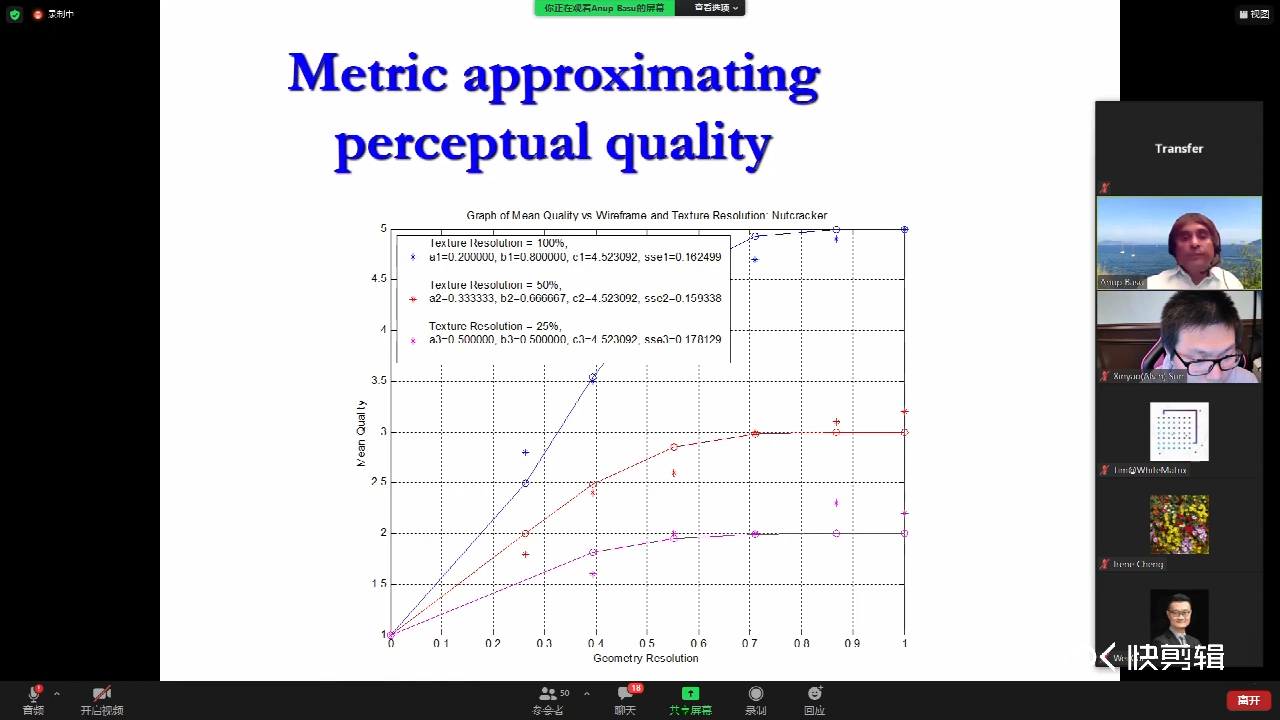 录制中
你正在观看Anup Basu的屏幕
查看选项
视图
Metric approximating
perceptual quality
Graph of Mean Quality vs Wireframe and Texture Resolution: Nutcracker
Texture Resolution = 100%,
a1=0.200000, b1=0.800000, c1=4.523092, sse1=0.162499
Texture Resolution = 50%,
a2=0.333333, b2=0.666667, c2=4.523092, sse2=0.159338
Texture Resolution = 25%,
a3=0.500000, b3=0.500000, c3=4.523092, sse3=0.178129
5
4.5
4
3.5
3
2.5
2
1.5
1
Mean Quality
0 0.1 0.2 0.3 0.4 0.5 0.6 0.7 0.8 0.9 1
Geometry Resolution
Transfer
Anup Basu
Xinyao(Alvin) Sun
Tim@WhiteMatrix
Irene Cheng
快剪辑
音频
开启视频
50
参会者
18
聊天
共享屏幕
录制
回应
离开